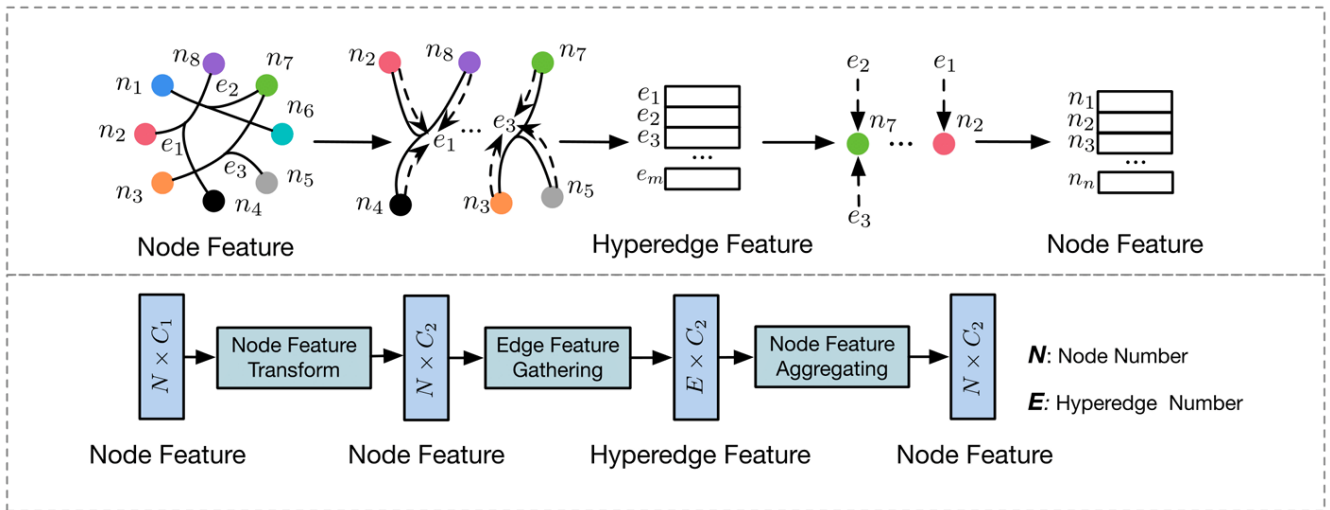 n₈ n₇
n₁ e₂
n₆
n₂
e₁
e₃
n₃ n₅
n₄
Node Feature
n₂ n₈ n₇
e₁ ... e₃
n₄ n₃ n₅
e₁
e₂
e₃
...
eₘ
Hyperedge Feature
e₂ e₁
n₇ ... n₂
e₃
n₁
n₂
n₃
...
nₙ
Node Feature
N × C₁
Node Feature
Transform
N × C₂
Edge Feature
Gathering
E × C₂
Node Feature
Aggregating
N × C₂
N: Node Number
E: Hyperedge Number
Node Feature
Node Feature
Hyperedge Feature
Node Feature